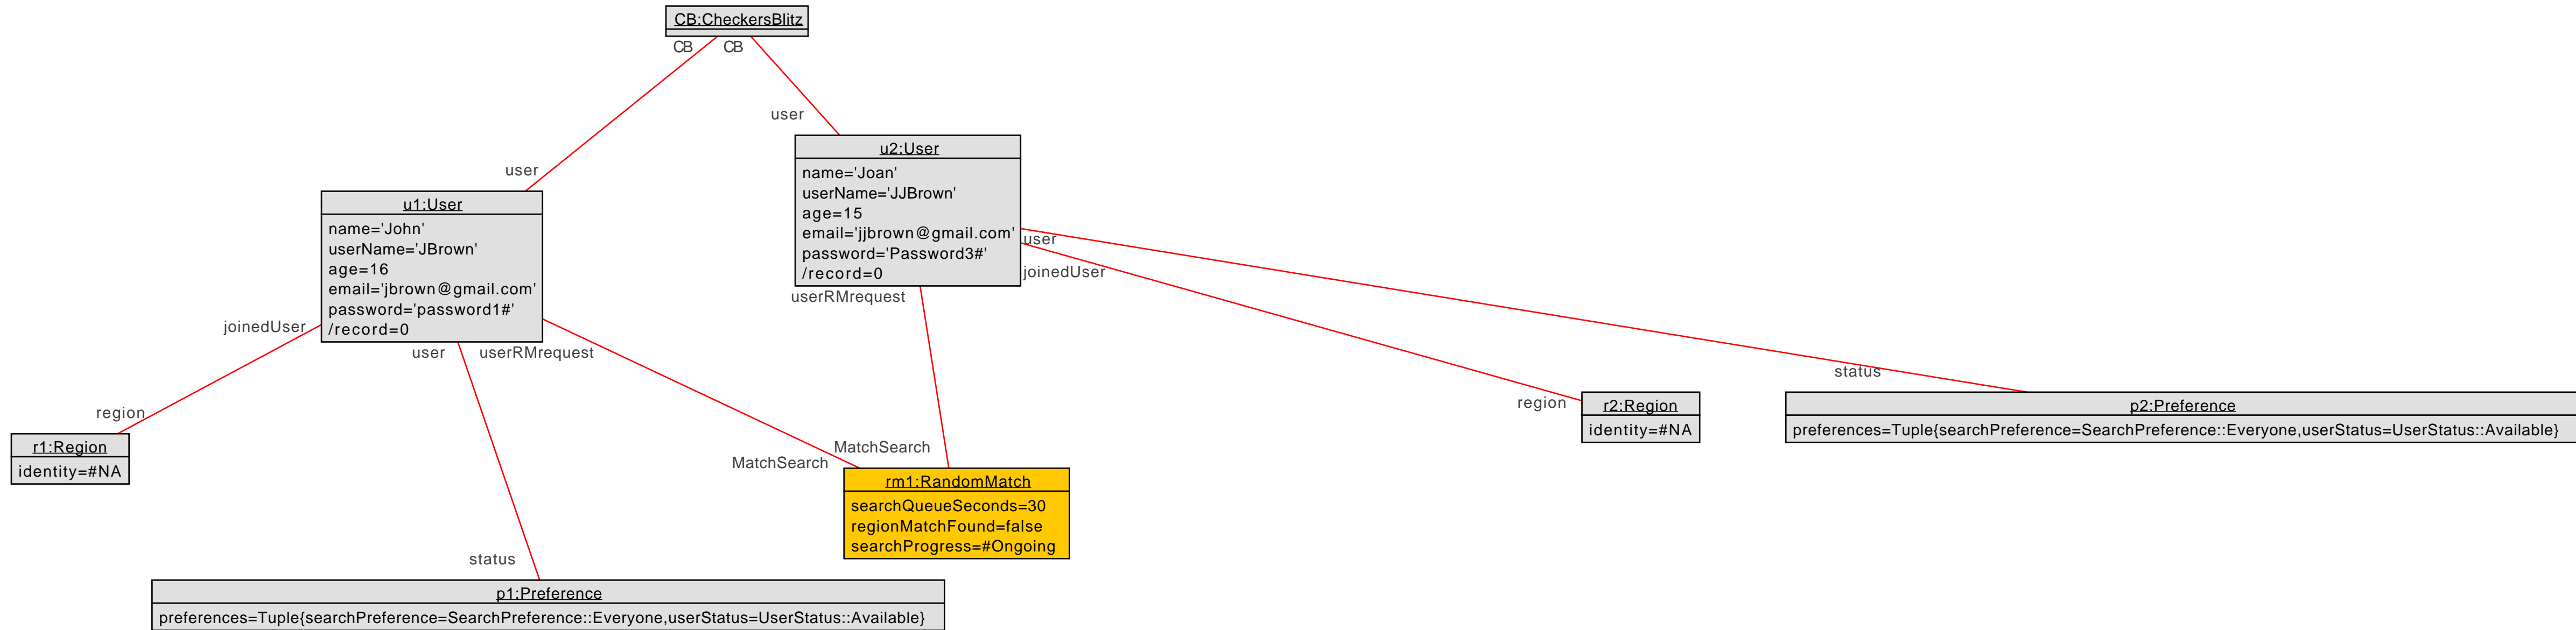 CB:CheckersBlitz
CB
CB
user
user
u2:User
name='Joan'
userName='JJBrown'
age=15
email='jjbrown@gmail.com'
password='Password3#'
/record=0
u1:User
name='John'
userName='JBrown'
age=16
email='jbrown@gmail.com'
password='password1#'
/record=0
user
joinedUser
userRMrequest
joinedUser
user
userRMrequest
status
region
region
r2:Region
identity=#NA
p2:Preference
preferences=Tuple{searchPreference=SearchPreference::Everyone,userStatus=UserStatus::Available}
r1:Region
identity=#NA
MatchSearch
MatchSearch
rm1:RandomMatch
searchQueueSeconds=30
regionMatchFound=false
searchProgress=#Ongoing
status
p1:Preference
preferences=Tuple{searchPreference=SearchPreference::Everyone,userStatus=UserStatus::Available}